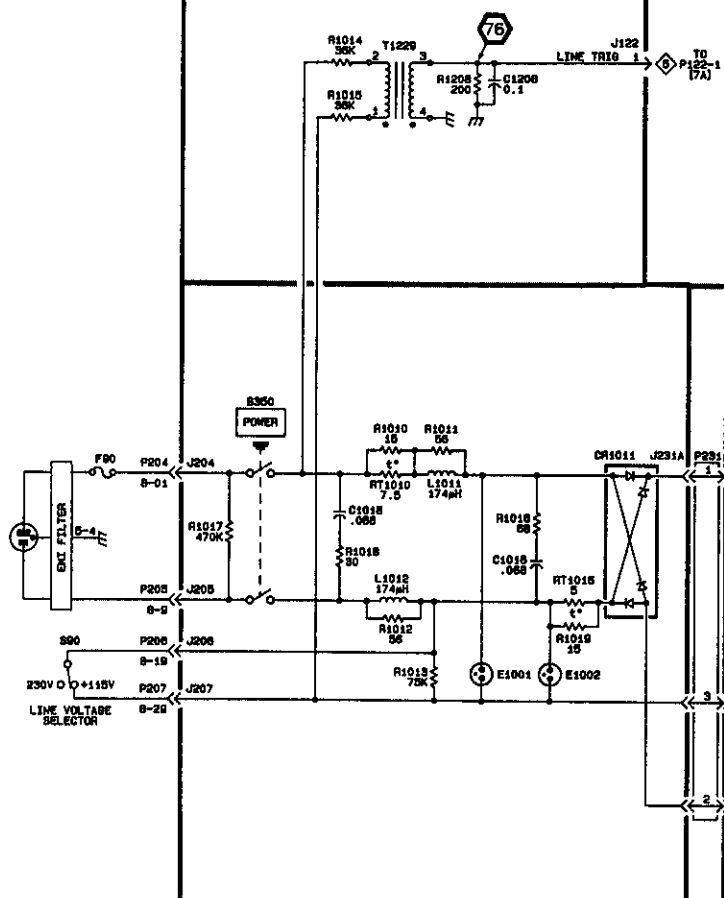 76
R1014
36K
T1229
2
3
J122
LINE TRIG
1
5
TO
P122-1
[7A]
R1208
200
C1208
0.1
R1015
36K
1
4
S350
POWER
R1010
15
R1011
56
F90
P204
J204
8-01
t°
RT1010
7.5
L1011
174µH
CR1011
J231A
P231
1
EMI FILTER
5-4
R1017
470K
C1018
.068
R1018
30
R1016
68
C1016
.068
P205
J205
8-9
L1012
174µH
RT1015
5
t°
R1012
56
R1019
15
S90
P206
J206
8-19
R1013
75K
E1001
E1002
230V
+115V
P207
J207
8-29
LINE VOLTAGE
SELECTOR
3
2